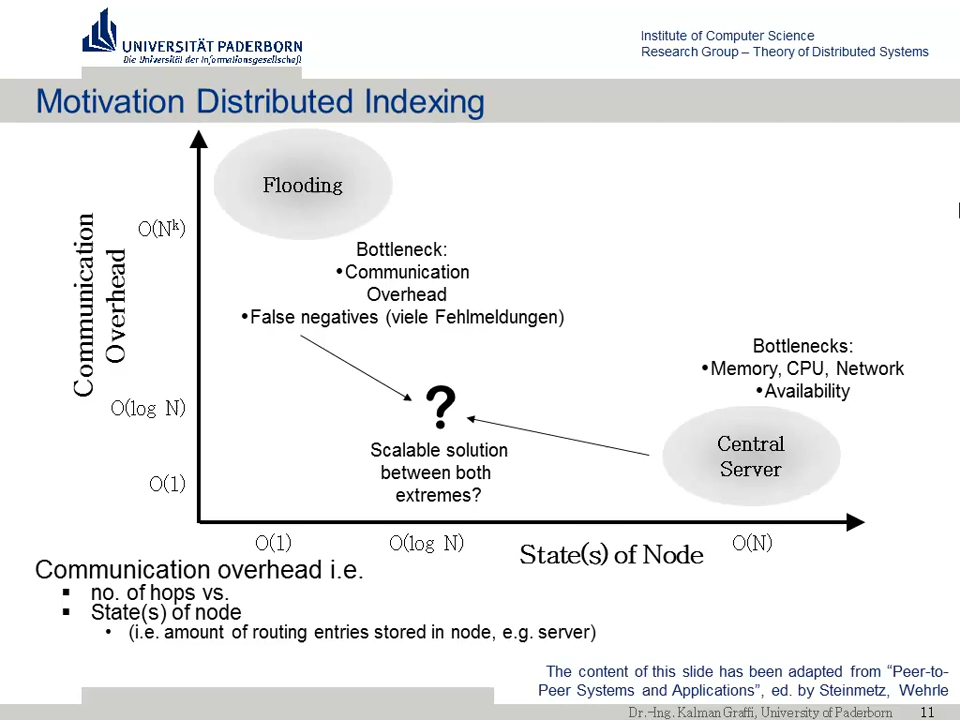 UNIVERSITÄT PADERBORN
Die Universität der Informationsgesellschaft
Institute of Computer Science
Research Group – Theory of Distributed Systems
Motivation Distributed Indexing
Communication
Overhead
O(Nᵏ)
O(log N)
O(1)
Flooding
Bottleneck:
•Communication
Overhead
•False negatives (viele Fehlmeldungen)
?
Scalable solution
between both
extremes?
Bottlenecks:
•Memory, CPU, Network
•Availability
Central
Server
O(1)
O(log N)
O(N)
State(s) of Node
Communication overhead i.e.
▪ no. of hops vs.
▪ State(s) of node
• (i.e. amount of routing entries stored in node, e.g. server)
The content of this slide has been adapted from “Peer-to-
Peer Systems and Applications”, ed. by Steinmetz, Wehrle
Dr.-Ing. Kalman Graffi, University of Paderborn 11